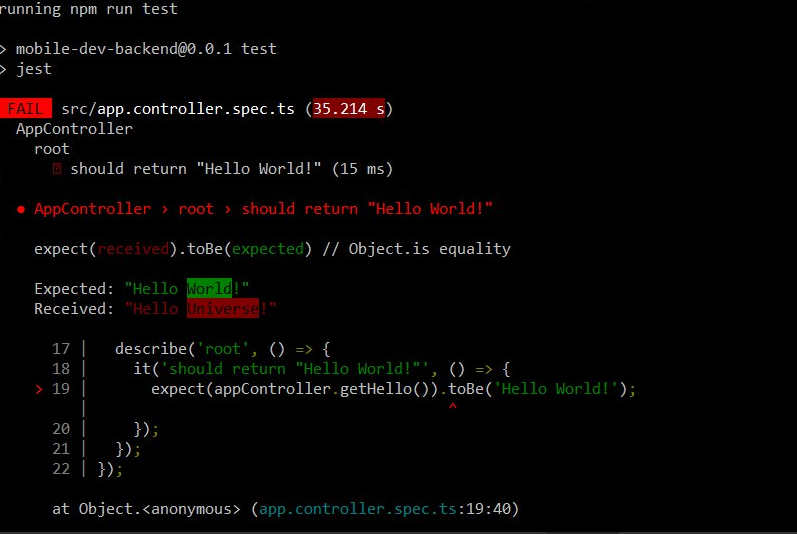 running npm run test
> mobile-dev-backend@0.0.1 test
> jest
FAIL src/app.controller.spec.ts (35.214 s)
AppController
root
should return "Hello World!" (15 ms)
● AppController › root › should return "Hello World!"
expect(received).toBe(expected) // Object.is equality
Expected: "Hello World!"
Received: "Hello Universe!"
17 | describe('root', () => {
18 | it('should return "Hello World!"', () => {
> 19 | expect(appController.getHello()).toBe('Hello World!');
| ^
20 | });
21 | });
22 | });
at Object.<anonymous> (app.controller.spec.ts:19:40)